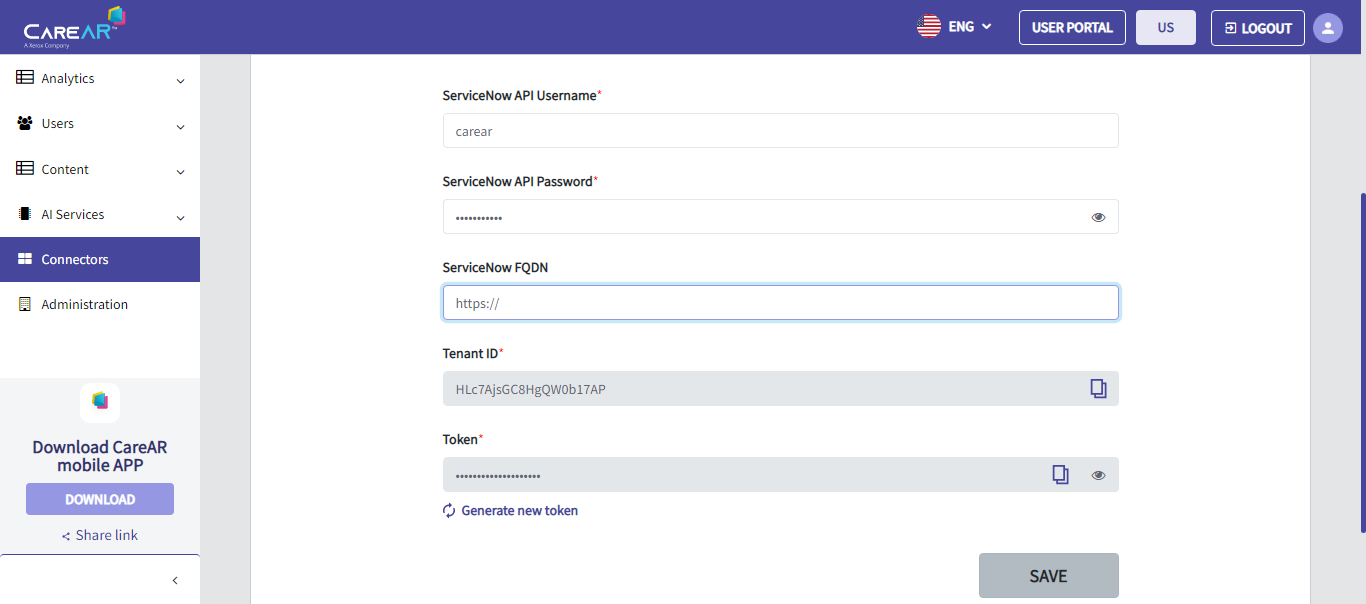 CAREAR™
A Xerox Company
ENG
USER PORTAL
US
LOGOUT
Analytics
Users
Content
AI Services
Connectors
Administration
Download CareAR
mobile APP
DOWNLOAD
Share link
ServiceNow API Username*
carear
ServiceNow API Password*
•••••••••••
ServiceNow FQDN
https://
Tenant ID*
HLc7AjsGC8HgQW0b17AP
Token*
••••••••••••••••••••
Generate new token
SAVE